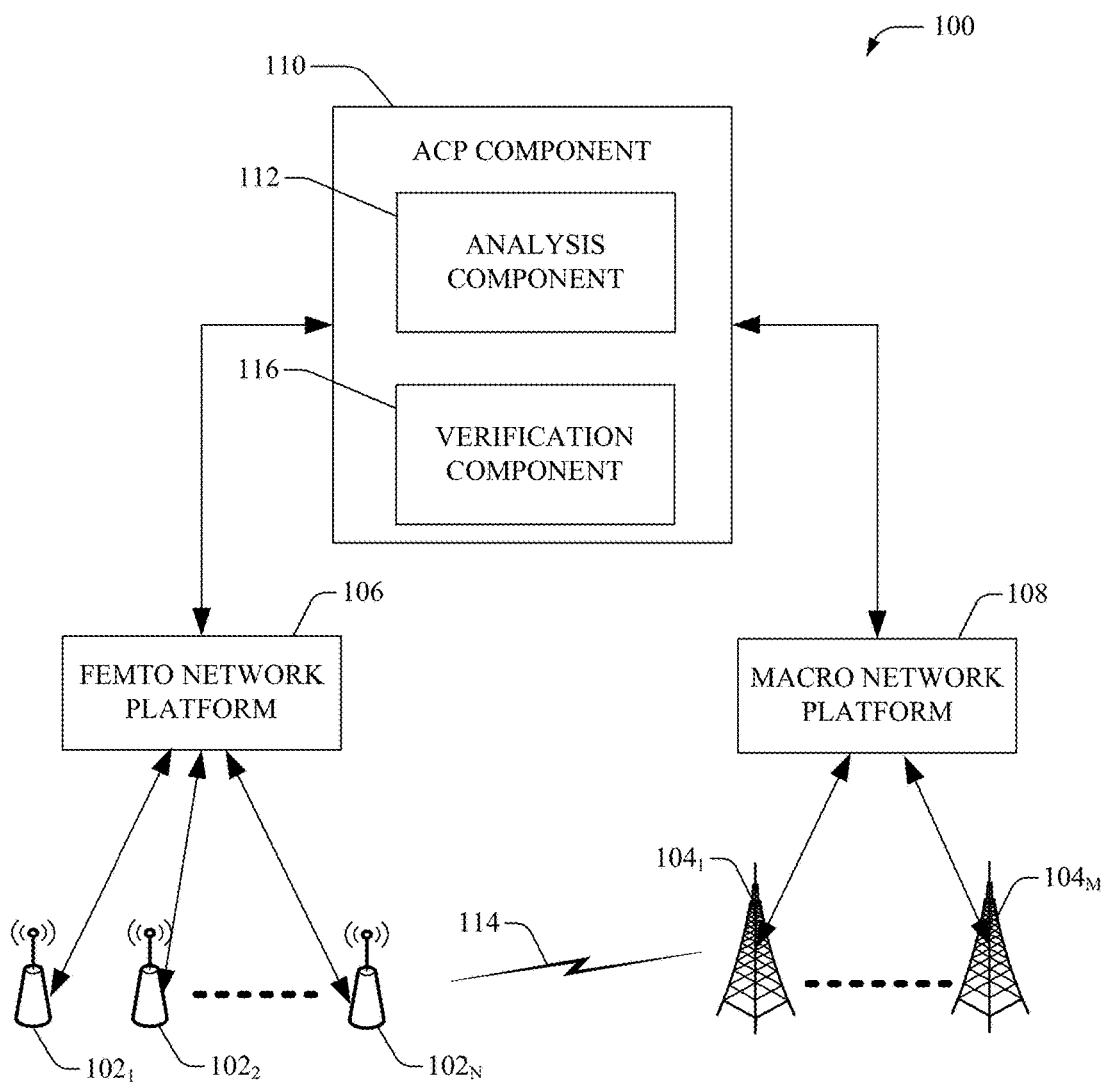 100
110
ACP COMPONENT
112
ANALYSIS
COMPONENT
116
VERIFICATION
COMPONENT
106
FEMTO NETWORK
PLATFORM
108
MACRO NETWORK
PLATFORM
104₁
104M
114
102₁
102₂
102N